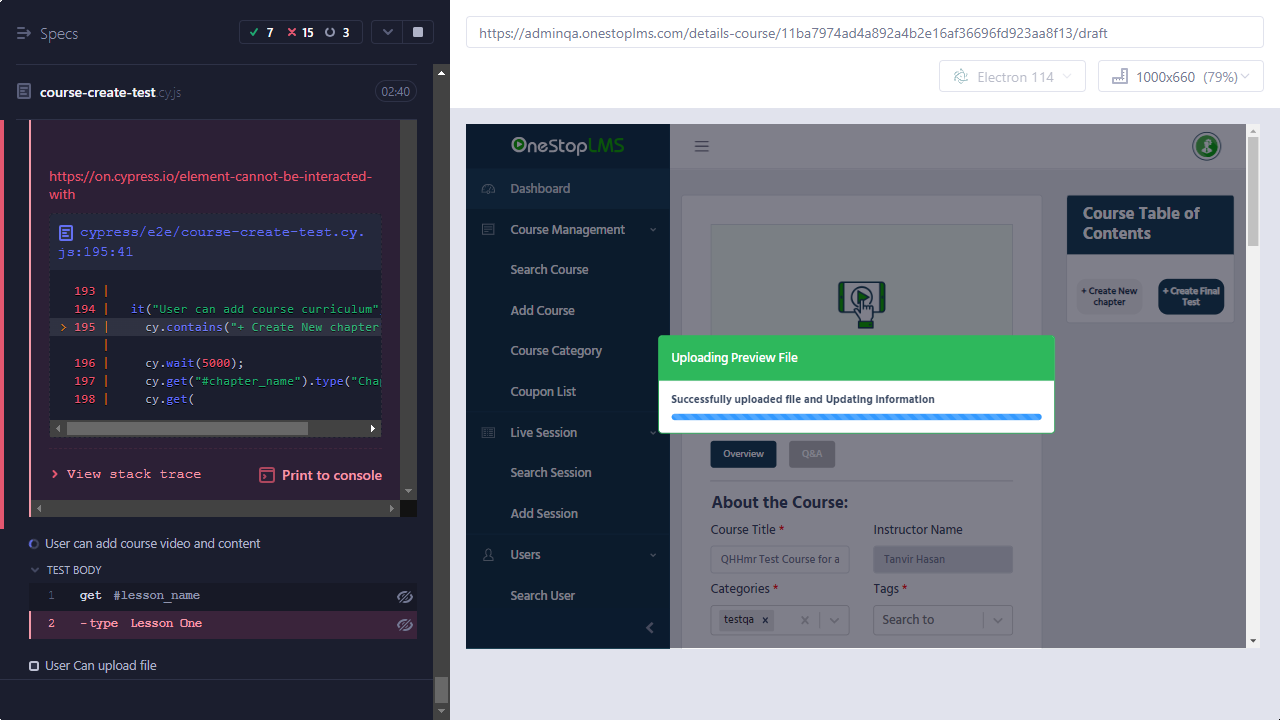 Specs
7
15
3
course-create-test.cy.js
02:40
https://on.cypress.io/element-cannot-be-interacted-
with
cypress/e2e/course-create-test.cy.
js:195:41
193 |
194 | it("User can add course curriculum"
> 195 | cy.contains("+ Create New chapter
|
196 | cy.wait(5000);
197 | cy.get("#chapter_name").type("Chap
198 | cy.get(
> View stack trace
Print to console
User can add course video and content
TEST BODY
1 get #lesson_name
2 -type Lesson One
User Can upload file
https://adminqa.onestoplms.com/details-course/11ba7974ad4a892a4b2e16af36696fd923aa8f13/draft
Electron 114
1000x660 (79%)
OneStopLMS
Dashboard
Course Management
Search Course
Add Course
Course Category
Coupon List
Live Session
Search Session
Add Session
Users
Search User
Course Table of
Contents
+ Create New
chapter
+ Create Final
Test
Uploading Preview File
Successfully uploaded file and Updating Information
Overview
Q&A
About the Course:
Course Title *
Instructor Name
QHHmr Test Course for a
Tanvir Hasan
Categories *
Tags *
testqa ×
Search to